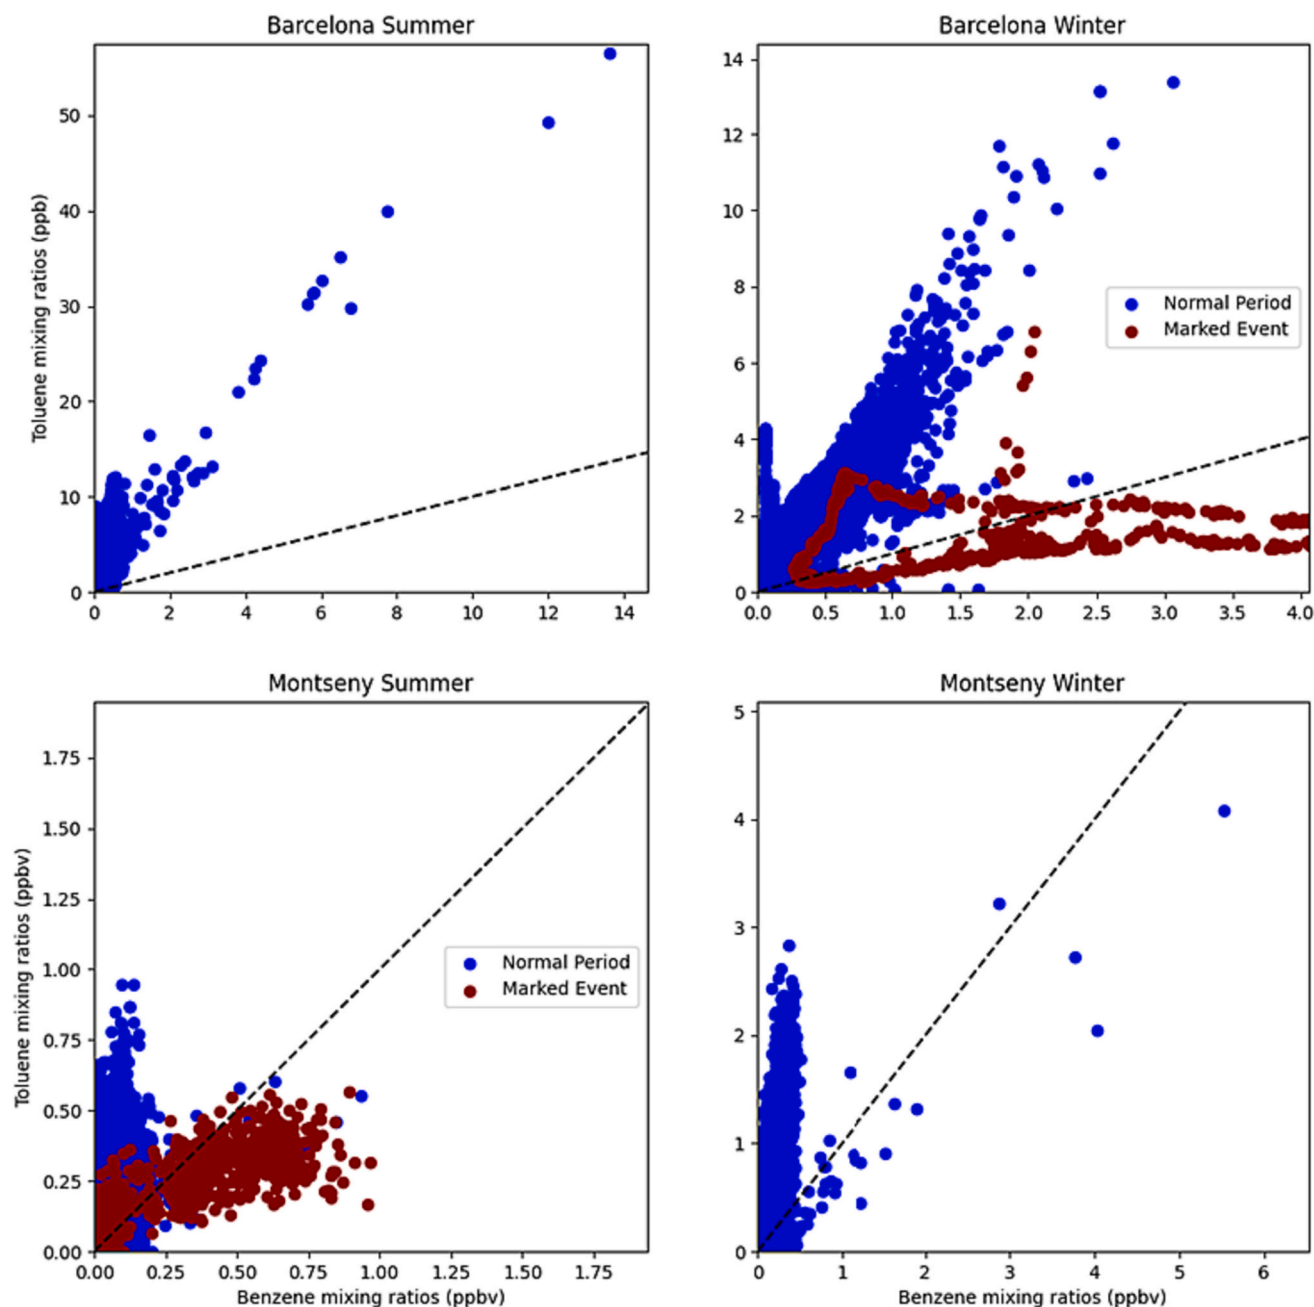 Barcelona Summer
Toluene mixing ratios (ppb)
50
40
30
20
10
0
0 2 4 6 8 10 12 14
Barcelona Winter
14
12
10
8
6
4
2
0
Normal Period
Marked Event
0.0 0.5 1.0 1.5 2.0 2.5 3.0 3.5 4.0
Montseny Summer
Toluene mixing ratios (ppbv)
1.75
1.50
1.25
1.00
0.75
0.50
0.25
0.00
Normal Period
Marked Event
0.00 0.25 0.50 0.75 1.00 1.25 1.50 1.75
Benzene mixing ratios (ppbv)
Montseny Winter
5
4
3
2
1
0
0 1 2 3 4 5 6
Benzene mixing ratios (ppbv)